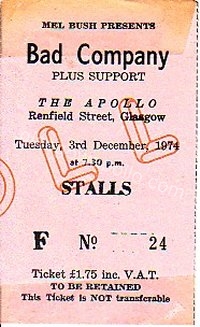 MEL BUSH PRESENTS
Bad Company
PLUS SUPPORT
THE APOLLO
Renfield Street, Glasgow
Tuesday, 3rd December, 1974
at 7.30 p.m.
STALLS
F No 24
Ticket £1.75 inc. V.A.T.
TO BE RETAINED
This Ticket is NOT transferable